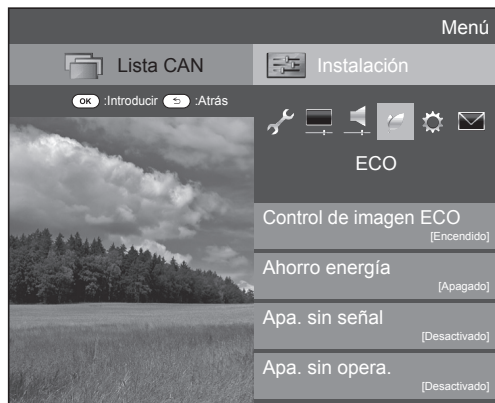 Menú
Lista CAN
Instalación
OK :Introducir :Atrás
ECO
Control de imagen ECO
[Encendido]
Ahorro energía
[Apagado]
Apa. sin señal
[Desactivado]
Apa. sin opera.
[Desactivado]